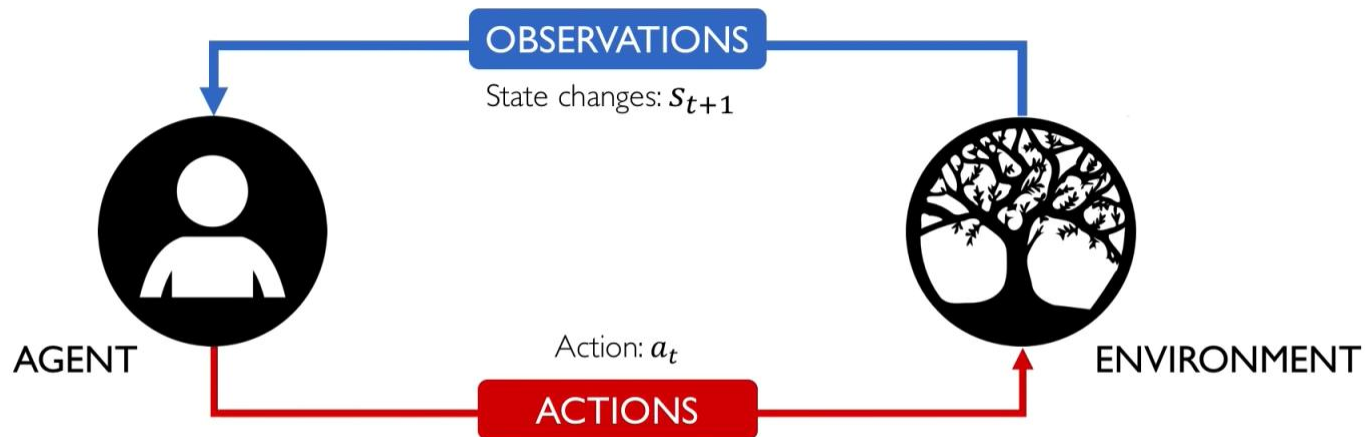 OBSERVATIONS
State changes: s_{t+1}
AGENT
ENVIRONMENT
Action: a_t
ACTIONS